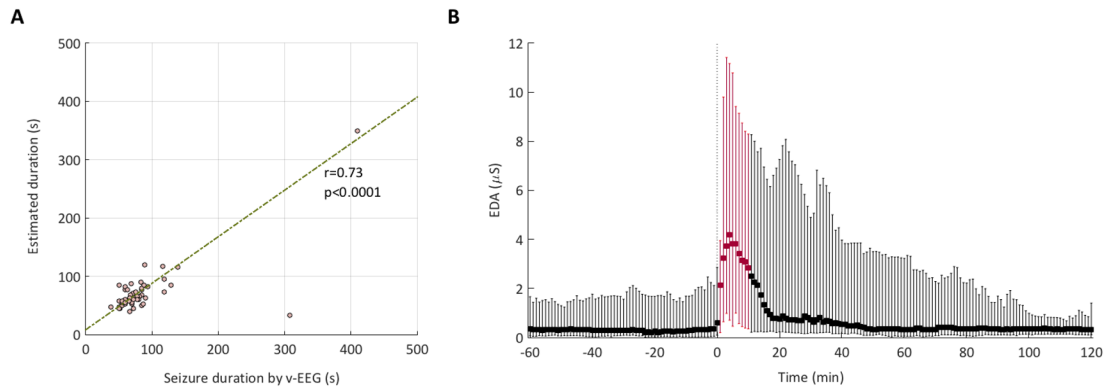 A
500
400
300
200
100
0
Estimated duration (s)
r=0.73
p<0.0001
0 100 200 300 400 500
Seizure duration by v-EEG (s)
B
12
10
8
6
4
2
0
EDA (μS)
-60 -40 -20 0 20 40 60 80 100 120
Time (min)